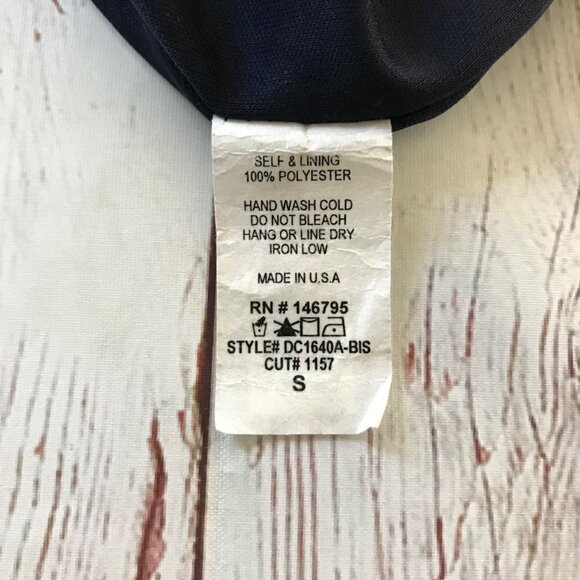 SELF & LINING
100% POLYESTER
HAND WASH COLD
DO NOT BLEACH
HANG OR LINE DRY
IRON LOW
MADE IN U.S.A
RN # 146795
STYLE# DC1640A-BIS
CUT# 1157
S